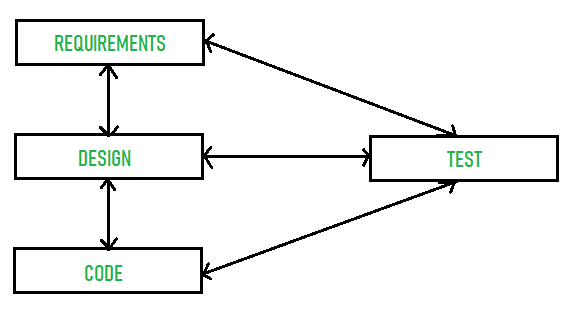 REQUIREMENTS
DESIGN
TEST
CODE